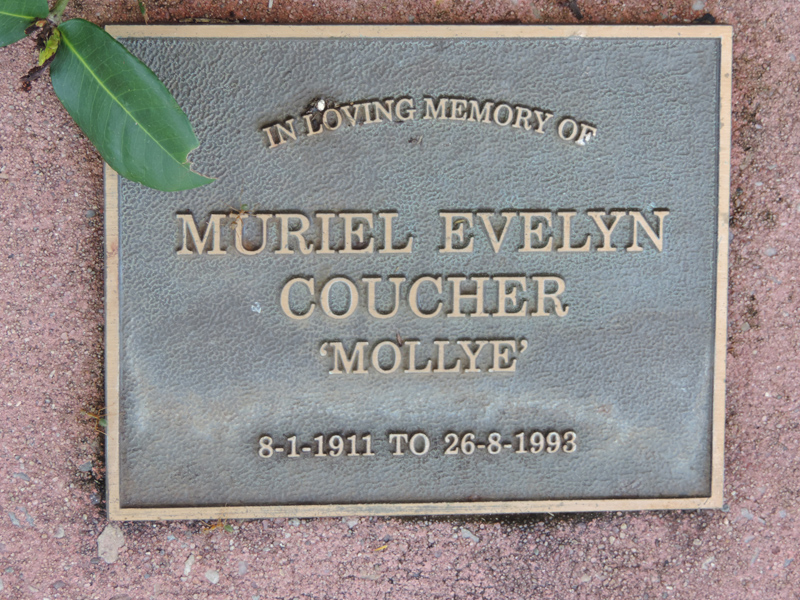 IN LOVING MEMORY OF
MURIEL EVELYN
COUCHER
‘MOLLYE’
8-1-1911 TO 26-8-1993